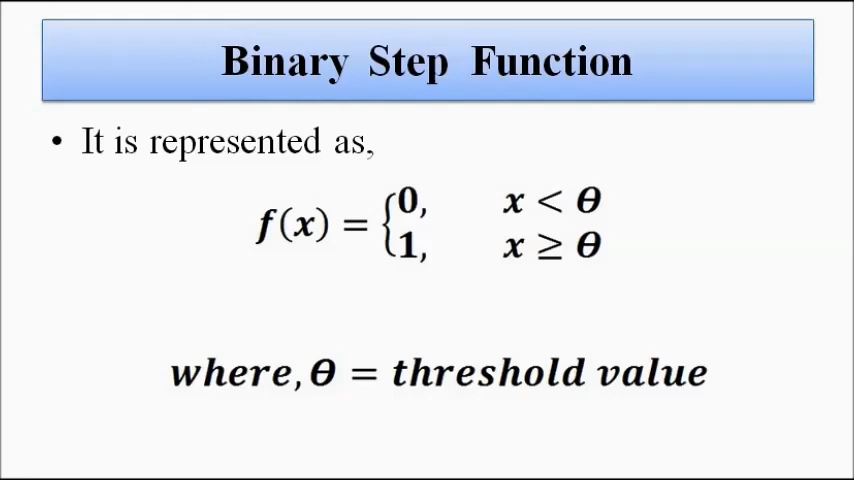 Binary Step Function
• It is represented as,
f(x) = {0, x < θ
1, x ≥ θ
where, θ = threshold value